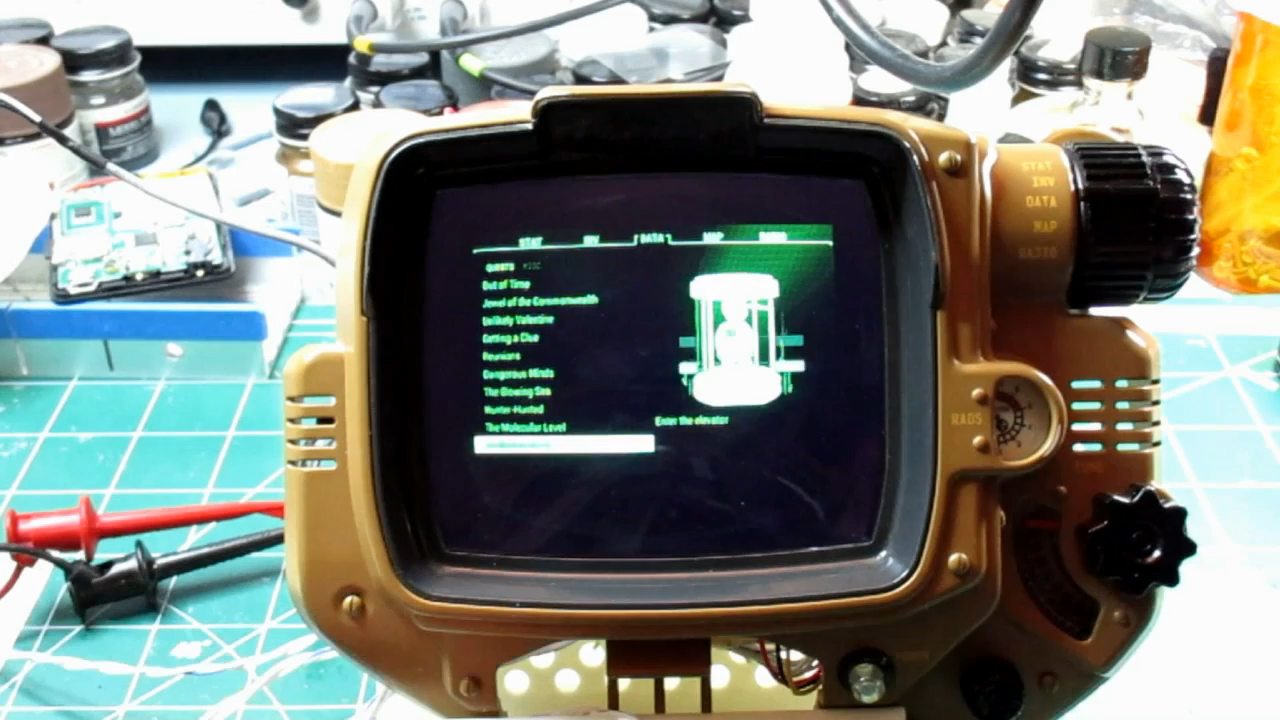 STAT INV DATA MAP RADIO
QUESTS MISC
Out of Time
Jewel of the Commonwealth
Unlikely Valentine
Getting a Clue
Reunions
Dangerous Minds
The Glowing Sea
Hunter-Hunted
The Molecular Level
Enter the elevator
STAT
INV
DATA
MAP
RADIO
RADS